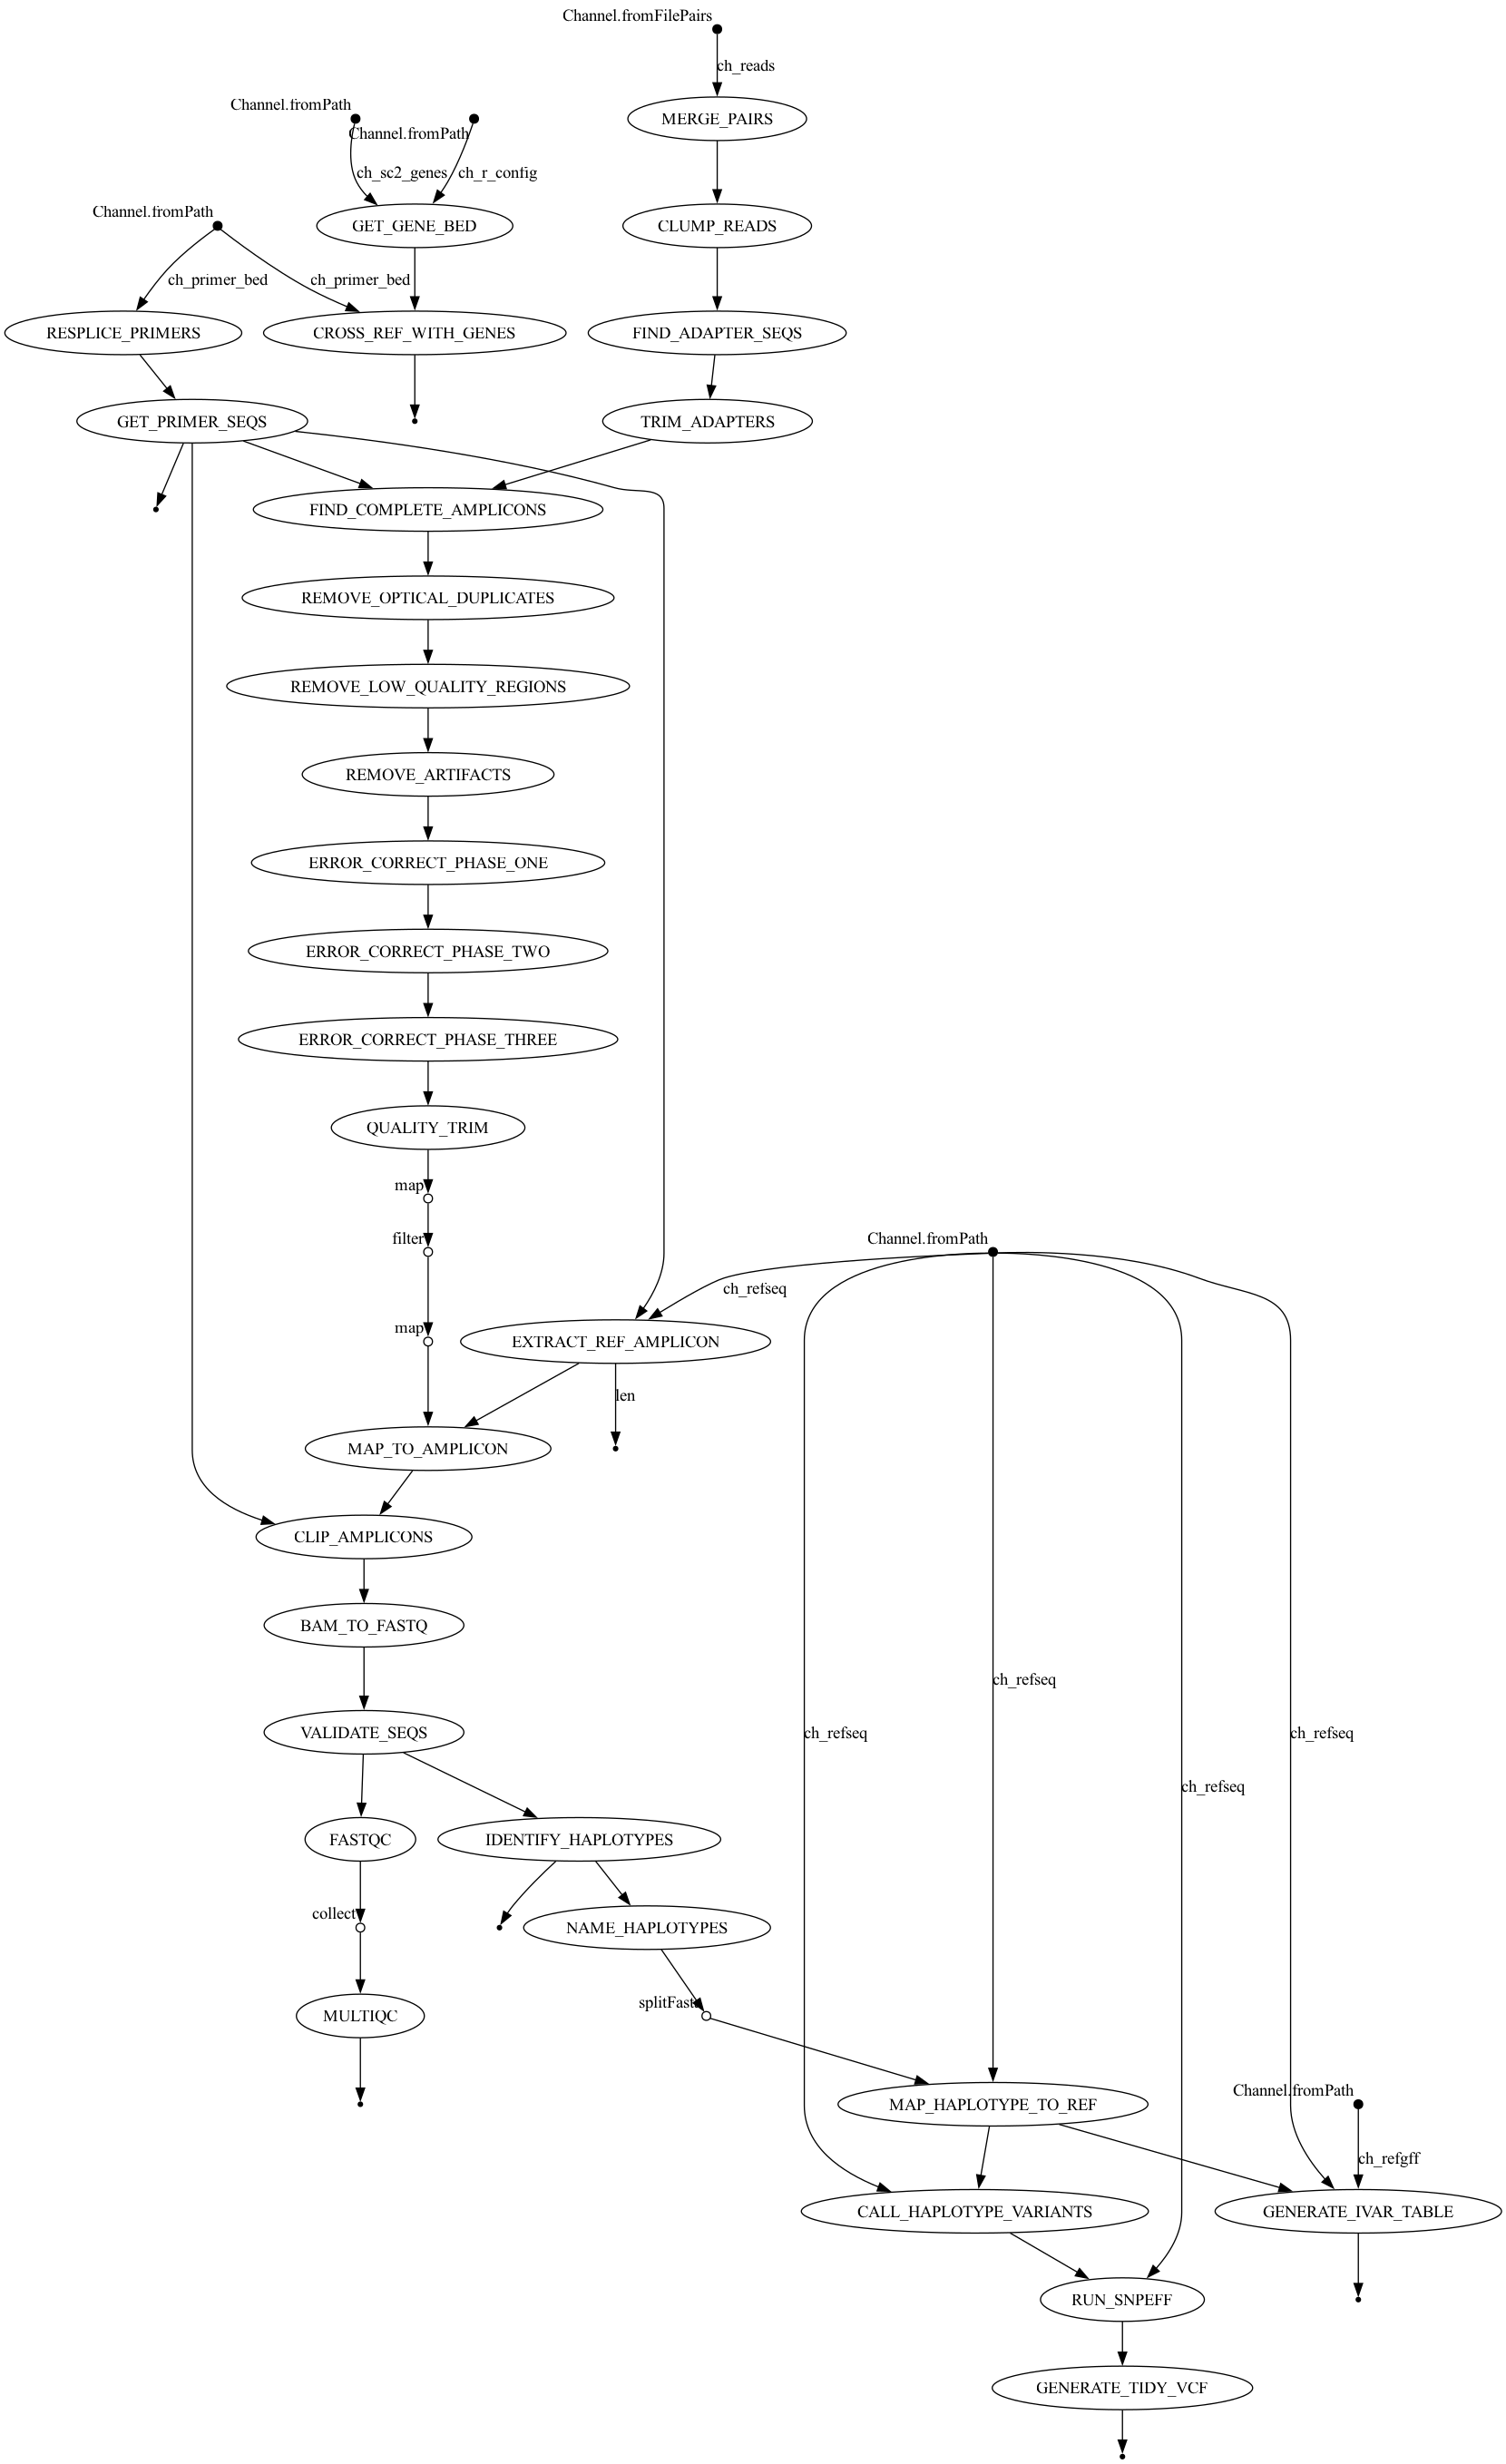 Channel.fromFilePairs
ch_reads
MERGE_PAIRS
Channel.fromPath
Channel.fromPath
ch_sc2_genes
ch_r_config
Channel.fromPath
GET_GENE_BED
CLUMP_READS
ch_primer_bed
ch_primer_bed
RESPLICE_PRIMERS
CROSS_REF_WITH_GENES
FIND_ADAPTER_SEQS
GET_PRIMER_SEQS
TRIM_ADAPTERS
FIND_COMPLETE_AMPLICONS
REMOVE_OPTICAL_DUPLICATES
REMOVE_LOW_QUALITY_REGIONS
REMOVE_ARTIFACTS
ERROR_CORRECT_PHASE_ONE
ERROR_CORRECT_PHASE_TWO
ERROR_CORRECT_PHASE_THREE
QUALITY_TRIM
map
filter
Channel.fromPath
ch_refseq
map
EXTRACT_REF_AMPLICON
len
MAP_TO_AMPLICON
CLIP_AMPLICONS
BAM_TO_FASTQ
ch_refseq
VALIDATE_SEQS
ch_refseq
ch_refseq
ch_refseq
FASTQC
IDENTIFY_HAPLOTYPES
collect
NAME_HAPLOTYPES
splitFasta
MULTIQC
Channel.fromPath
MAP_HAPLOTYPE_TO_REF
ch_refgff
CALL_HAPLOTYPE_VARIANTS
GENERATE_IVAR_TABLE
RUN_SNPEFF
GENERATE_TIDY_VCF